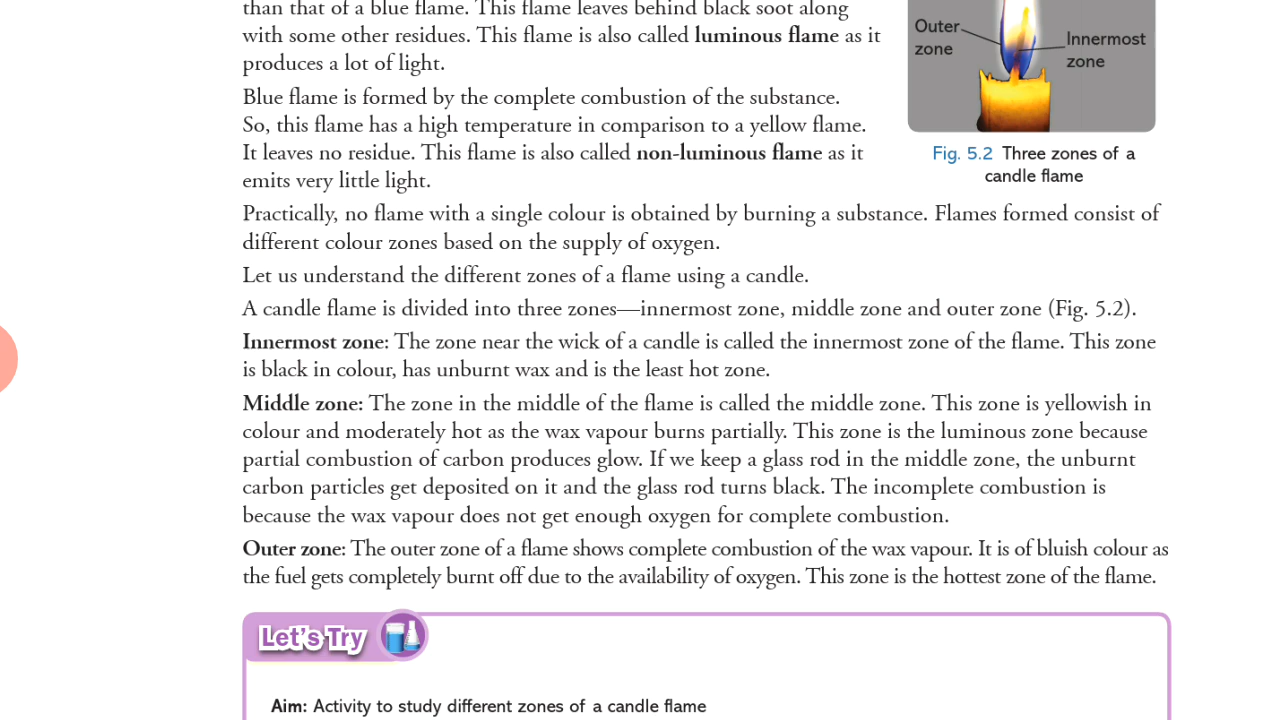 than that of a blue flame. This flame leaves behind black soot along
with some other residues. This flame is also called luminous flame as it
produces a lot of light.
Blue flame is formed by the complete combustion of the substance.
So, this flame has a high temperature in comparison to a yellow flame.
It leaves no residue. This flame is also called non-luminous flame as it
emits very little light.
Outer
zone
Innermost
zone
Fig. 5.2 Three zones of a
candle flame
Practically, no flame with a single colour is obtained by burning a substance. Flames formed consist of
different colour zones based on the supply of oxygen.
Let us understand the different zones of a flame using a candle.
A candle flame is divided into three zones—innermost zone, middle zone and outer zone (Fig. 5.2).
Innermost zone: The zone near the wick of a candle is called the innermost zone of the flame. This zone
is black in colour, has unburnt wax and is the least hot zone.
Middle zone: The zone in the middle of the flame is called the middle zone. This zone is yellowish in
colour and moderately hot as the wax vapour burns partially. This zone is the luminous zone because
partial combustion of carbon produces glow. If we keep a glass rod in the middle zone, the unburnt
carbon particles get deposited on it and the glass rod turns black. The incomplete combustion is
because the wax vapour does not get enough oxygen for complete combustion.
Outer zone: The outer zone of a flame shows complete combustion of the wax vapour. It is of bluish colour as
the fuel gets completely burnt off due to the availability of oxygen. This zone is the hottest zone of the flame.
Let's Try
Aim: Activity to study different zones of a candle flame